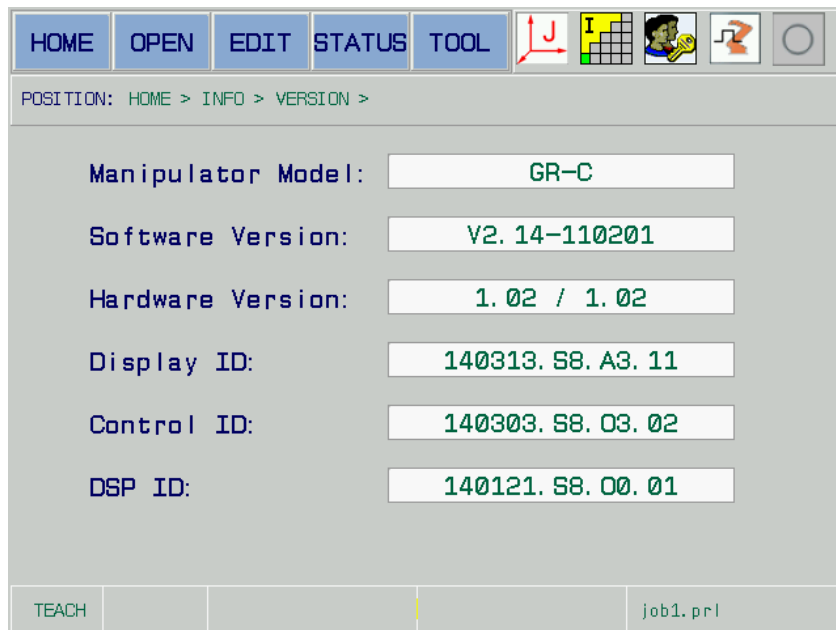 HOME OPEN EDIT STATUS TOOL J I
POSITION: HOME > INFO > VERSION >
Manipulator Model: GR-C
Software Version: V2.14-110201
Hardware Version: 1.02 / 1.02
Display ID: 140313.S8.A3.11
Control ID: 140303.S8.O3.02
DSP ID: 140121.S8.O0.01
TEACH job1.prl